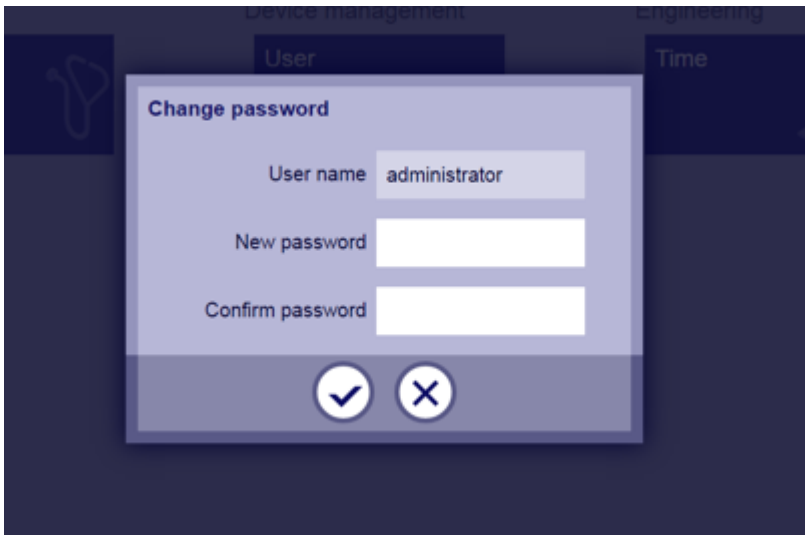 Device management
Engineering
User
Time
Change password
User name administrator
New password
Confirm password